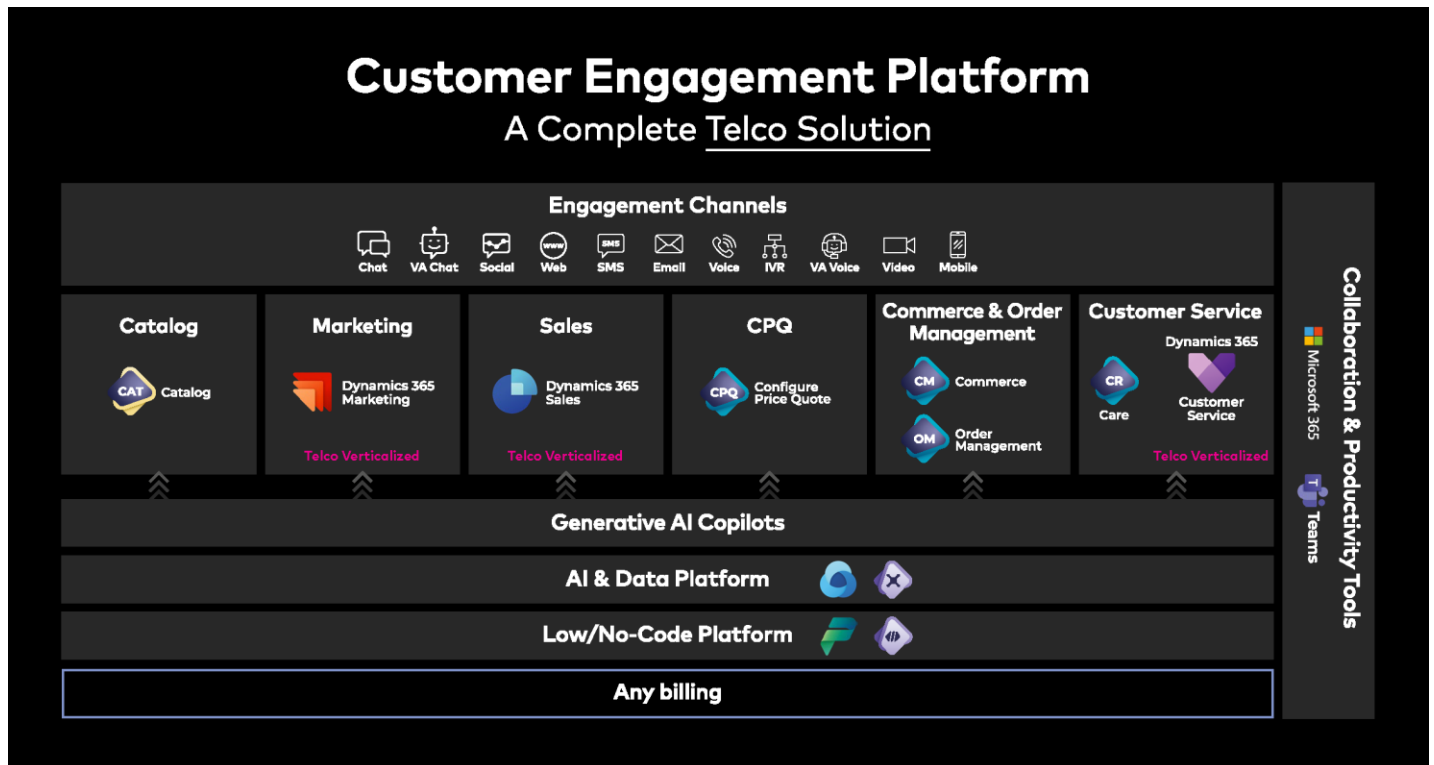 Customer Engagement Platform
A Complete Telco Solution
Engagement Channels
Chat
VA Chat
Social
www
Web
SMS
SMS
Email
Voice
IVR
VA Voice
Video
Mobile
Catalog
CAT
Catalog
Marketing
Dynamics 365
Marketing
Telco Verticalized
Sales
Dynamics 365
Sales
Telco Verticalized
CPQ
CPQ
Configure
Price Quote
Commerce & Order
Management
CM
Commerce
OM
Order
Management
Customer Service
CR
Care
Dynamics 365
Customer
Service
Telco Verticalized
Generative AI Copilots
AI & Data Platform
Low/No-Code Platform
Any billing
Collaboration & Productivity Tools
Microsoft 365
T
Teams